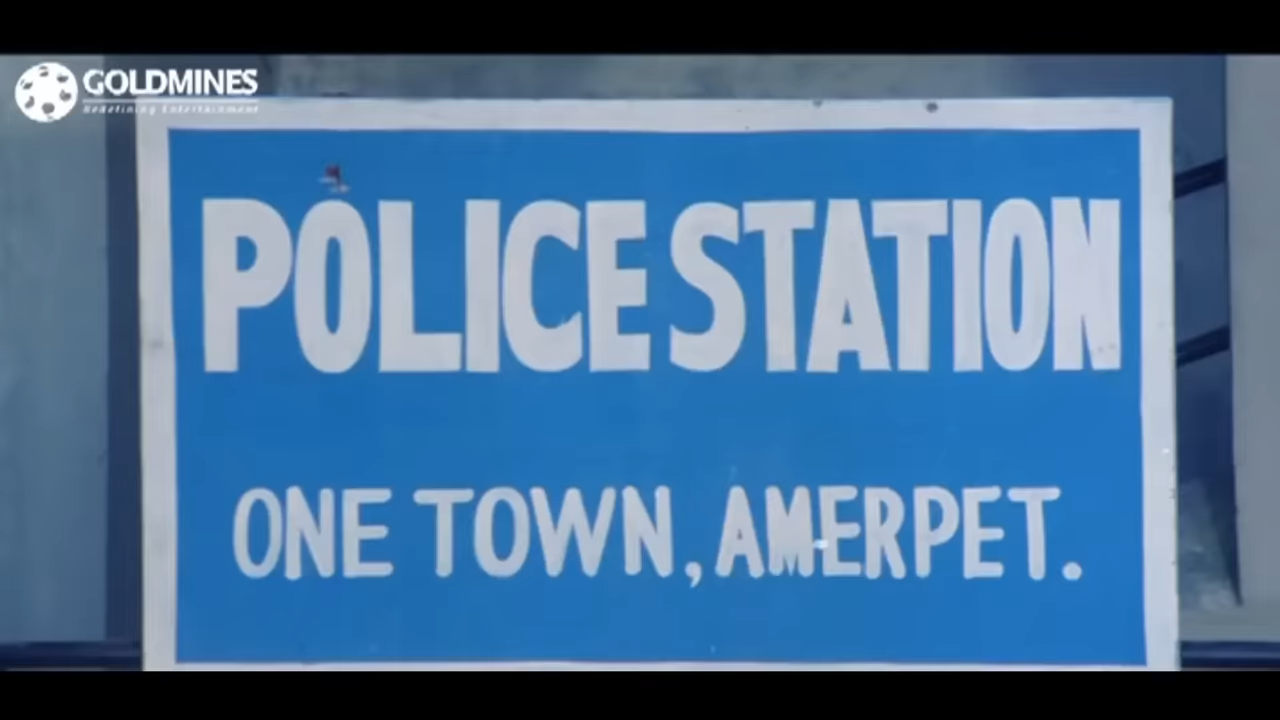 GOLDMINES
Redefining Entertainment
POLICE STATION
ONE TOWN, AMERPET.